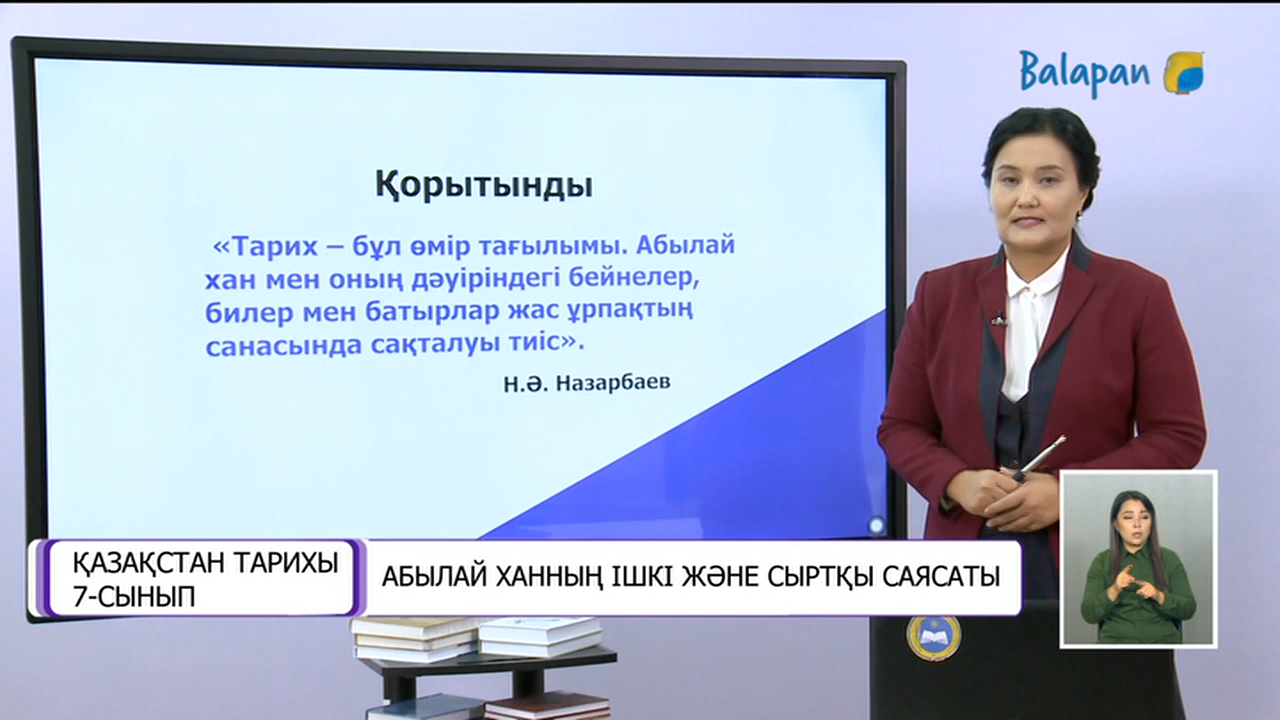 Balapan
Қорытынды
«Тарих – бұл өмір тағылымы. Абылай
хан мен оның дәуіріндегі бейнелер,
билер мен батырлар жас ұрпақтың
санасында сақталуы тиіс».
Н.Ә. Назарбаев
ҚАЗАҚСТАН ТАРИХЫ
7-СЫНЫП
АБЫЛАЙ ХАННЫҢ ІШКІ ЖӘНЕ СЫРТҚЫ САЯСАТЫ